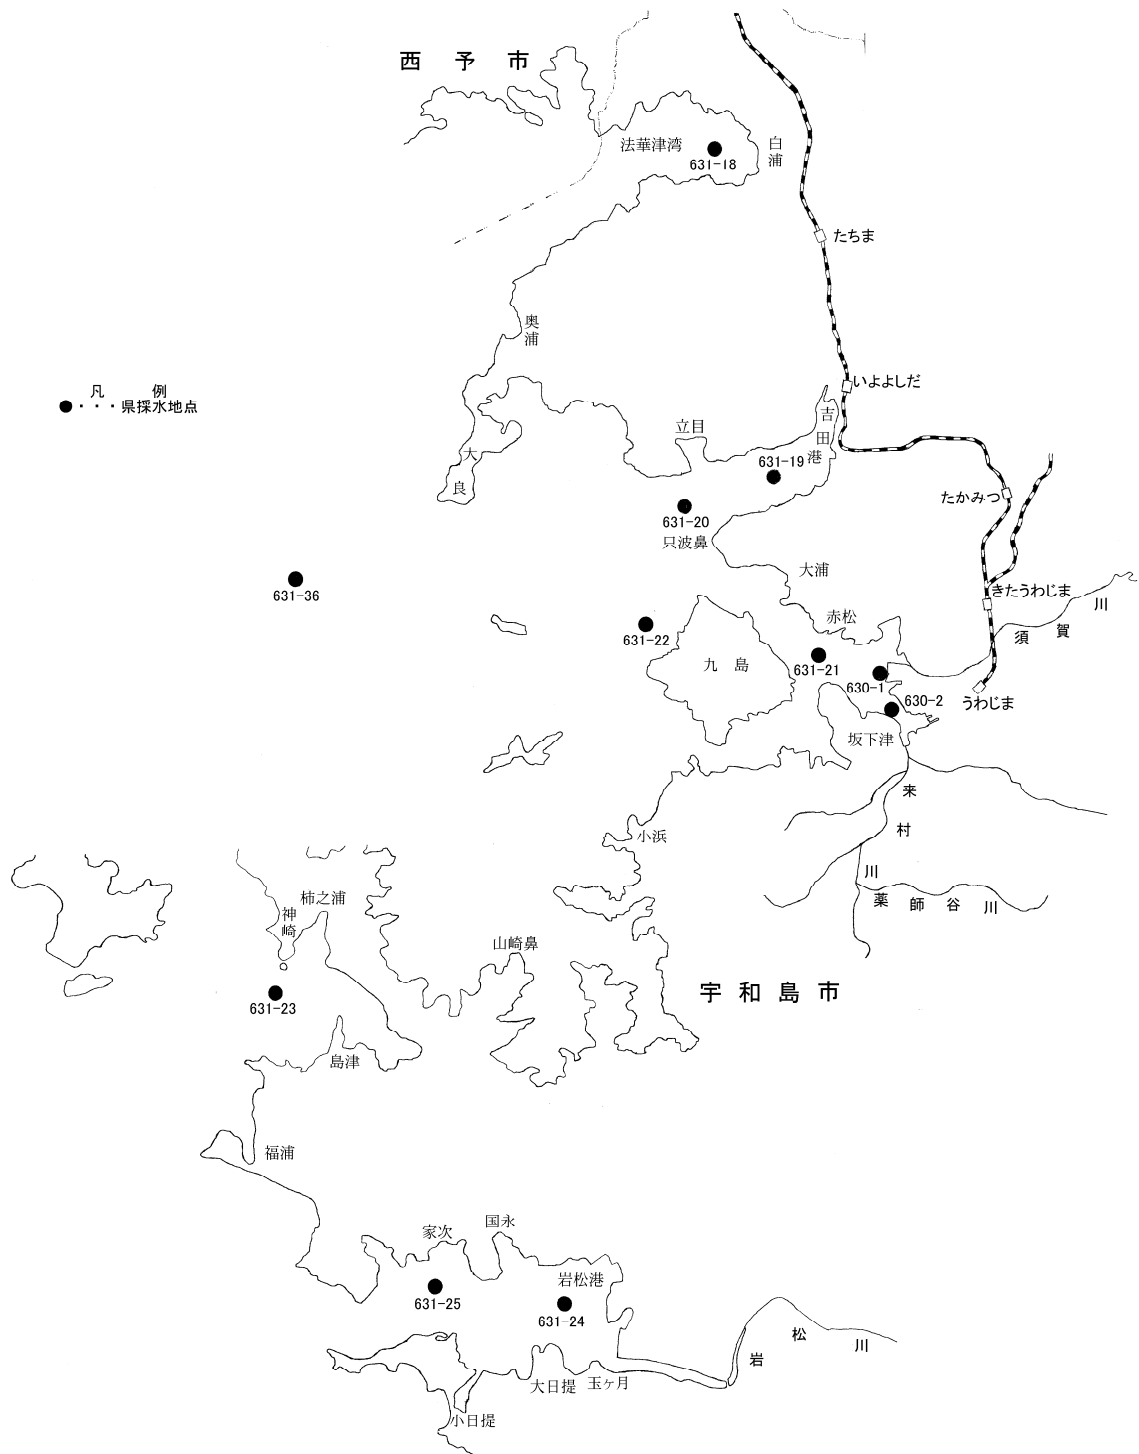 西予市
法華津湾
631-18
白浦
たちま
奥浦
凡例
●・・・県採水地点
いよよしだ
吉田港
立目
大良
631-19
たかみつ
631-20
只波鼻
大浦
631-36
きたうわじま
須賀川
赤松
631-22
九島
631-21
630-1
630-2
うわじま
坂下津
来村川
小浜
薬師谷川
柿之浦
神崎
山崎鼻
宇和島市
631-23
島津
福浦
国永
家次
岩松港
631-25
631-24
岩松川
大日提
玉ヶ月
小日提